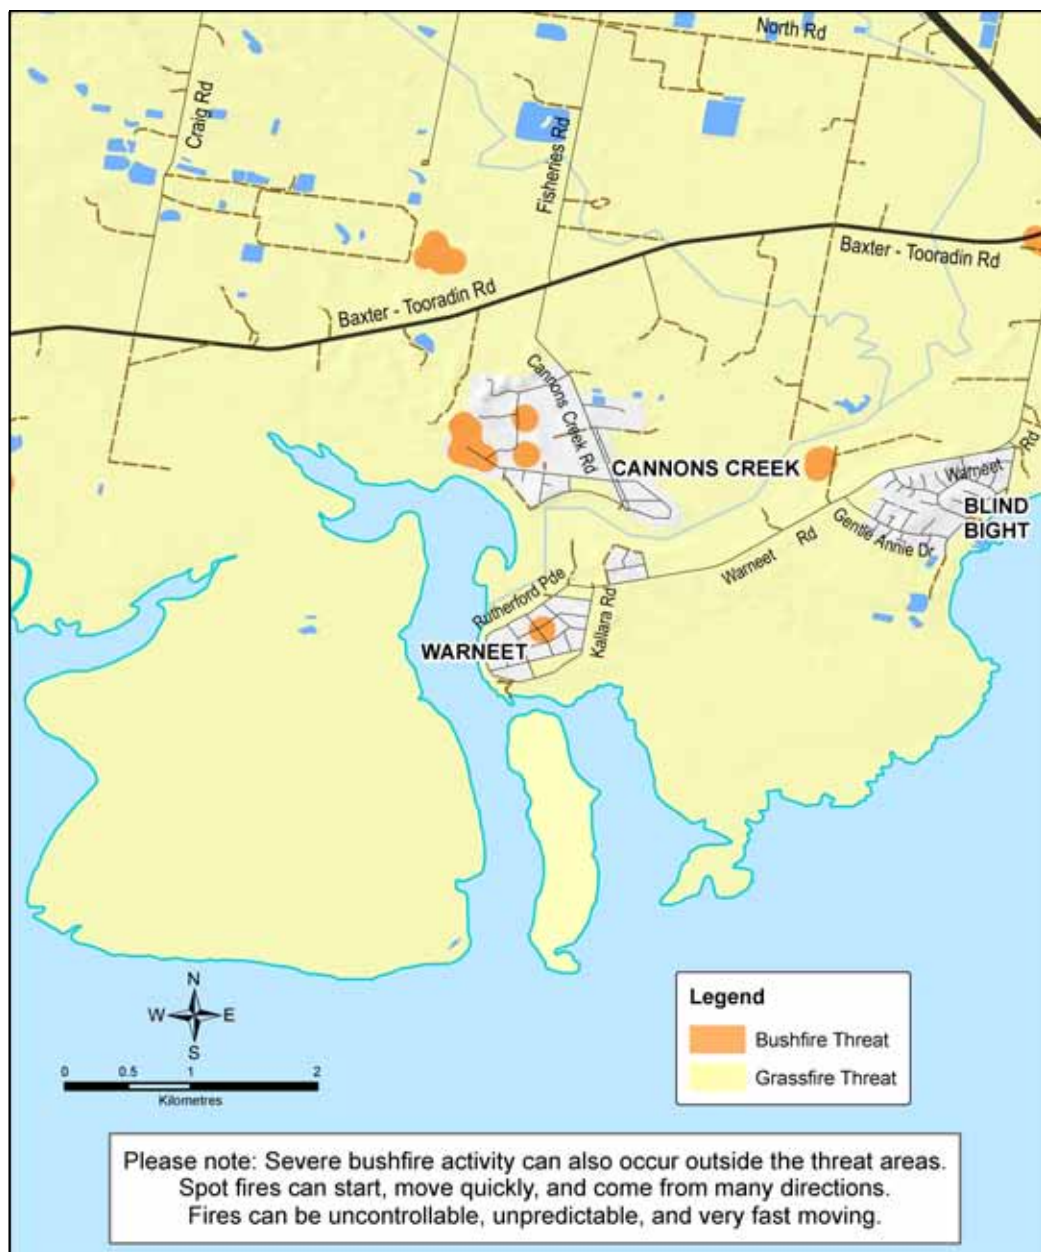 North Rd
Craig Rd
Fisheries Rd
Baxter - Tooradin Rd
Baxter - Tooradin Rd
Cannons Creek Rd
CANNONS CREEK
Warneet Rd
BLIND
BIGHT
Gentle Annie Dr
Warneet Rd
Rutherford Pde
Kallara Rd
WARNEET
N
W E
S
0 0.5 1 2
Kilometres
Legend
Bushfire Threat
Grassfire Threat
Please note: Severe bushfire activity can also occur outside the threat areas.
Spot fires can start, move quickly, and come from many directions.
Fires can be uncontrollable, unpredictable, and very fast moving.